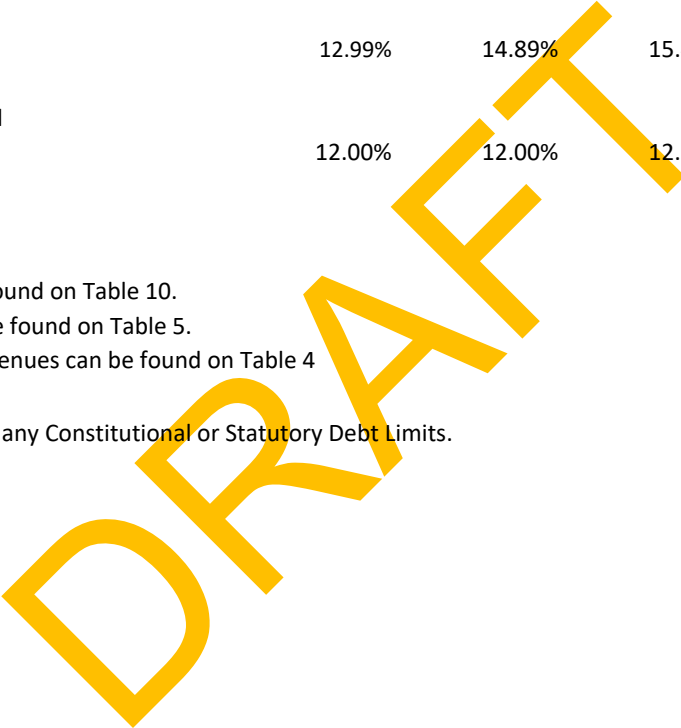 12.99% 14.89% 15.
12.00% 12.00% 12.
ound on Table 10.
e found on Table 5.
enues can be found on Table 4
any Constitutional or Statutory Debt Limits.
DRAFT